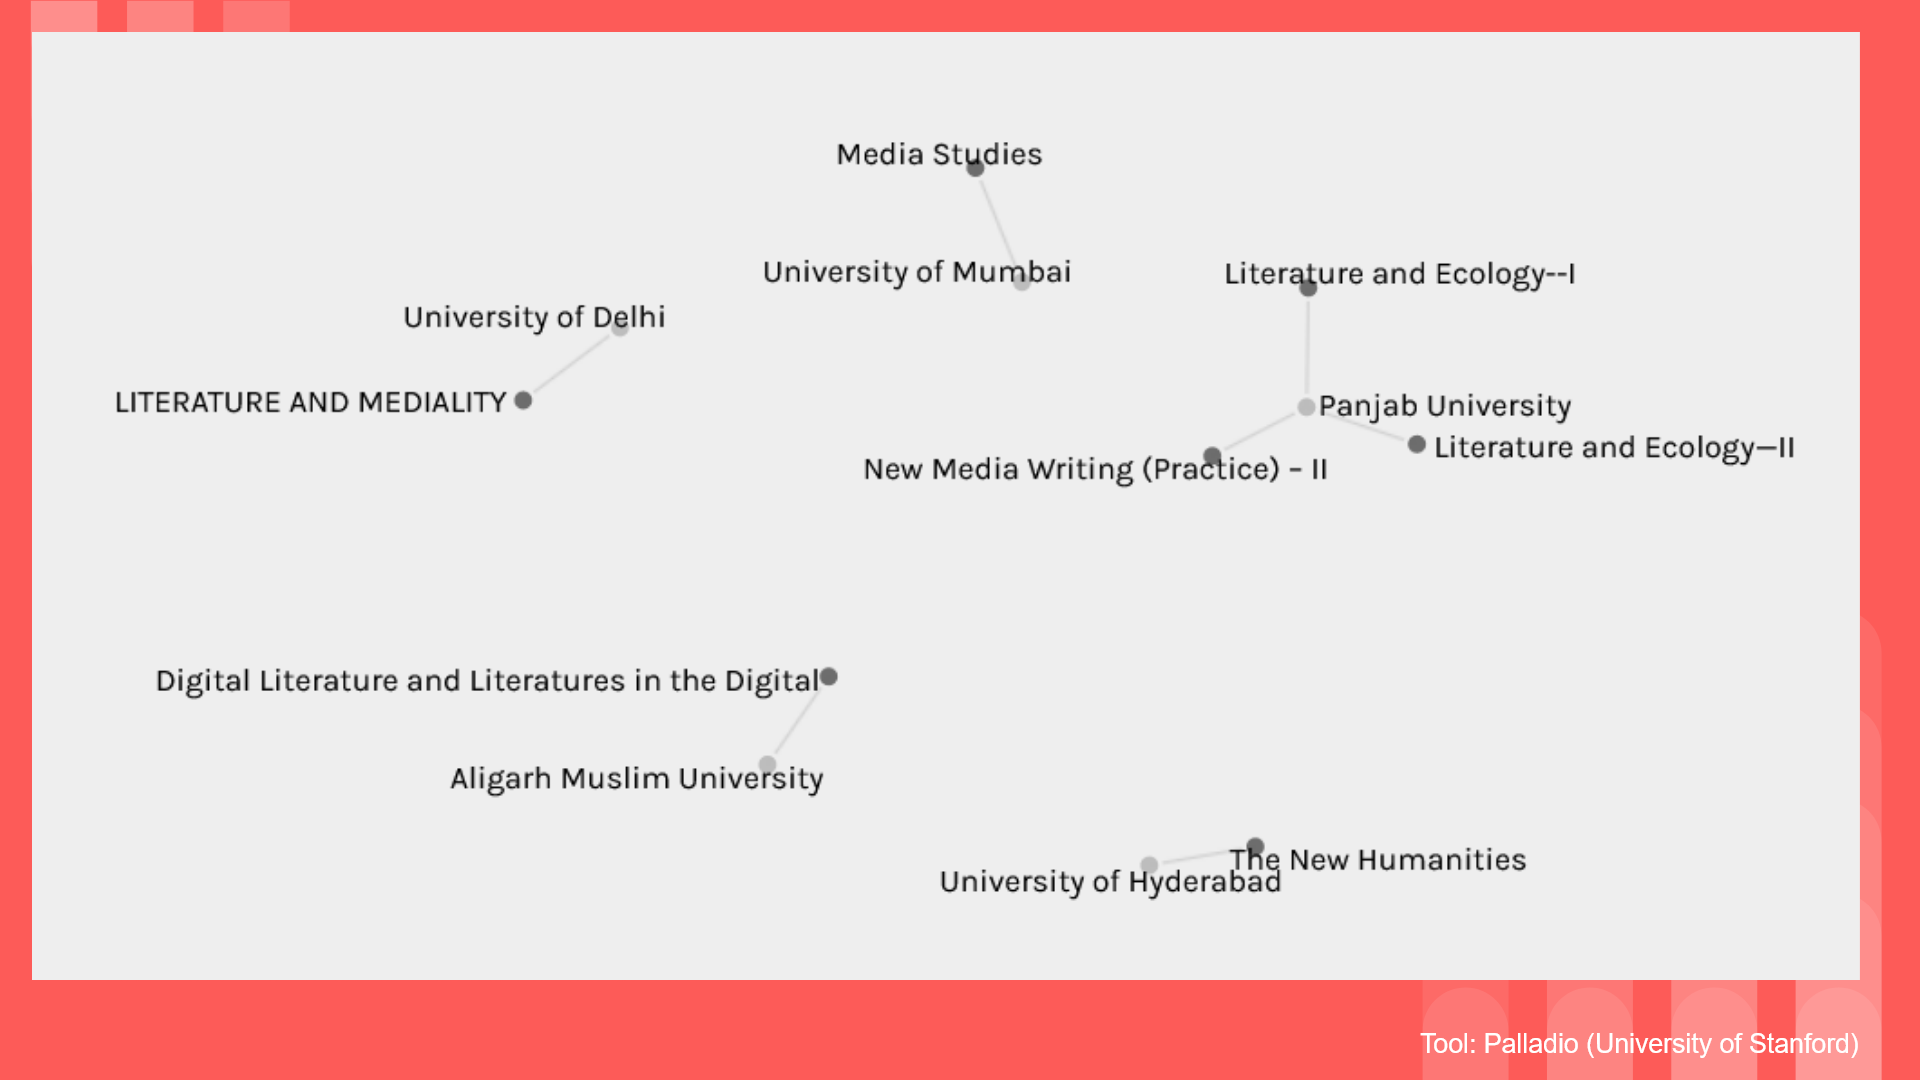 Media Studies
University of Mumbai
Literature and Ecology--I
University of Delhi
LITERATURE AND MEDIALITY
Panjab University
Literature and Ecology—II
New Media Writing (Practice) – II
Digital Literature and Literatures in the Digital
Aligarh Muslim University
The New Humanities
University of Hyderabad
Tool: Palladio (University of Stanford)